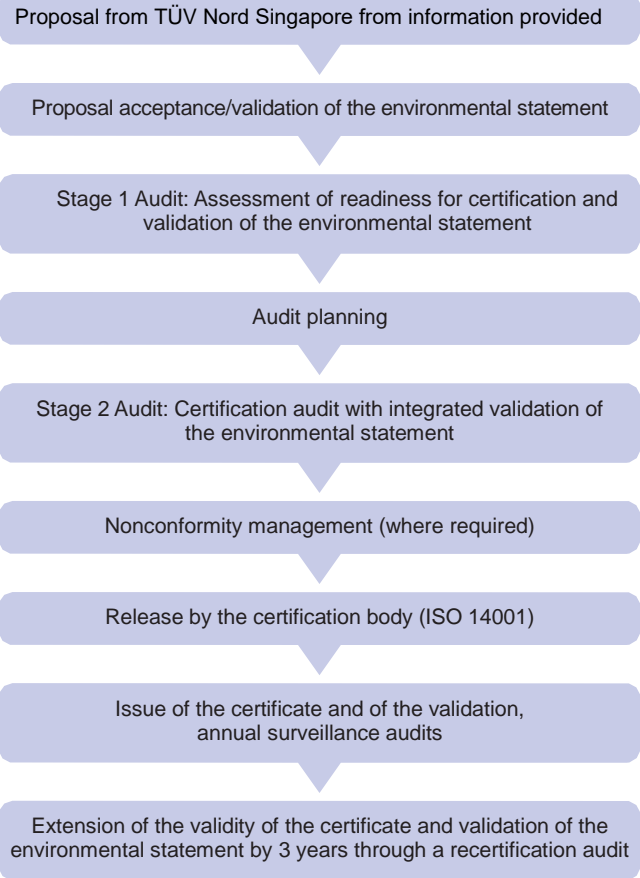 Proposal from TÜV Nord Singapore from information provided
Proposal acceptance/validation of the environmental statement
Stage 1 Audit: Assessment of readiness for certification and
validation of the environmental statement
Audit planning
Stage 2 Audit: Certification audit with integrated validation of
the environmental statement
Nonconformity management (where required)
Release by the certification body (ISO 14001)
Issue of the certificate and of the validation,
annual surveillance audits
Extension of the validity of the certificate and validation of the
environmental statement by 3 years through a recertification audit